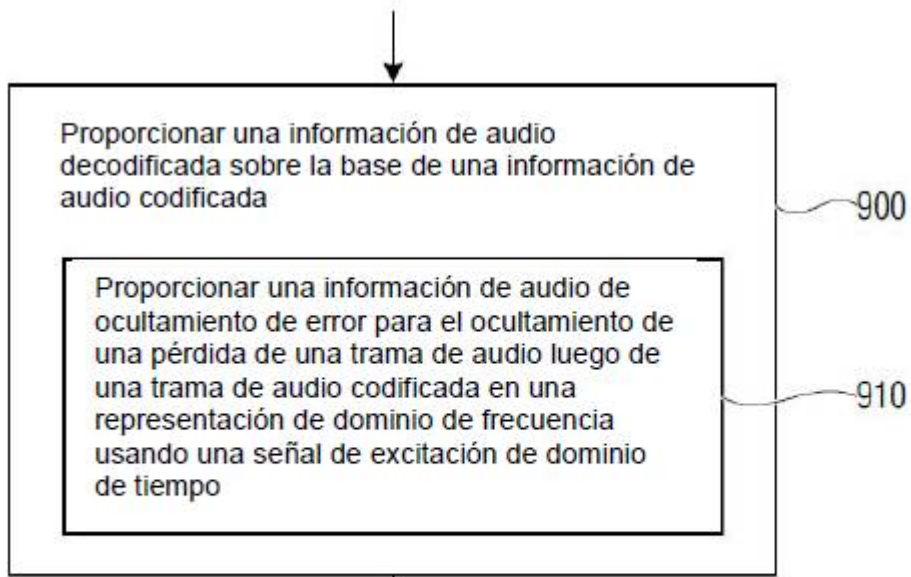 Proporcionar una información de audio
decodificada sobre la base de una información de
audio codificada
900
Proporcionar una información de audio de
ocultamiento de error para el ocultamiento de
una pérdida de una trama de audio luego de
una trama de audio codificada en una
representación de dominio de frecuencia
usando una señal de excitación de dominio
de tiempo
910